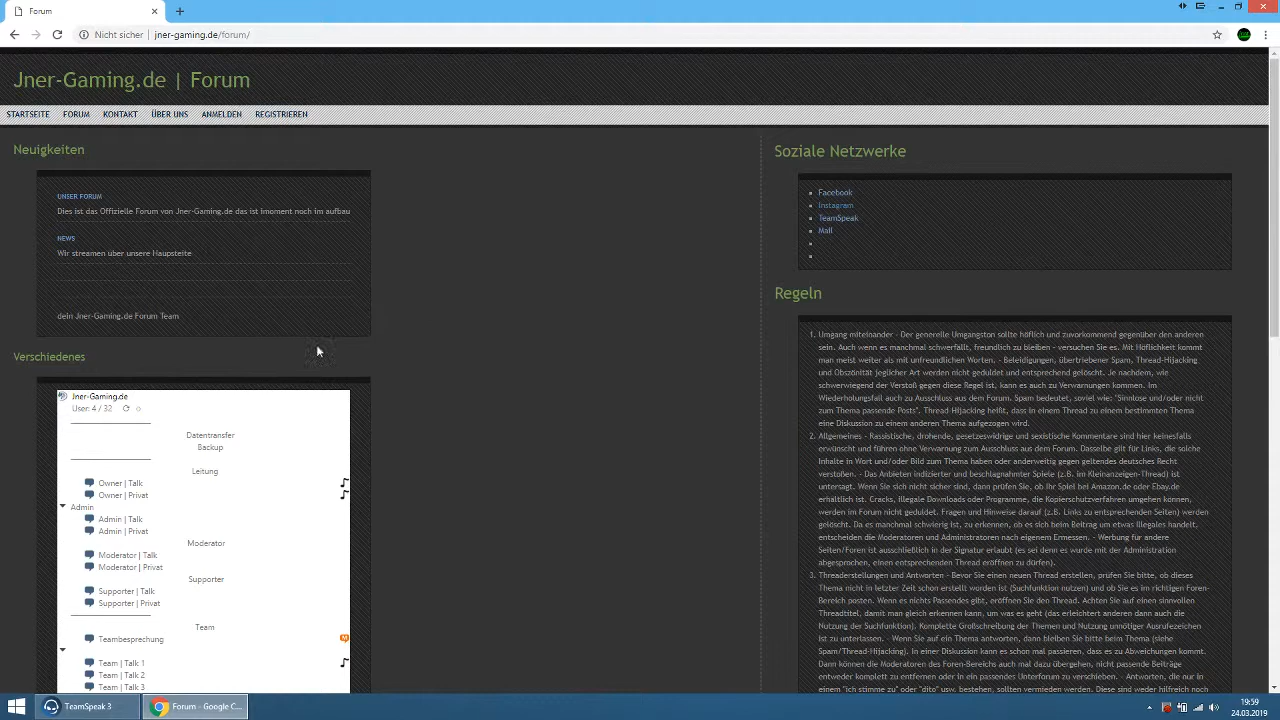 Forum
Nicht sicher | jner-gaming.de/forum/
Jner-Gaming.de | Forum
STARTSEITE FORUM KONTAKT ÜBER UNS ANMELDEN REGISTRIEREN
Neuigkeiten
UNSER FORUM
Dies ist das Offizielle Forum von Jner-Gaming.de das ist imoment noch im aufbau
NEWS
Wir streamen über unsere Haupsteite
dein Jner-Gaming.de Forum Team
Verschiedenes
Jner-Gaming.de
User: 4 / 32
Datentransfer
Backup
Leitung
Owner | Talk
Owner | Privat
Admin
Admin | Talk
Admin | Privat
Moderator
Moderator | Talk
Moderator | Privat
Supporter
Supporter | Talk
Supporter | Privat
Team
Teambesprechung
Team | Talk 1
Team | Talk 2
Team | Talk 3
Soziale Netzwerke
Facebook
Instagram
TeamSpeak
Mail
Regeln
1. Umgang miteinander - Der generelle Umgangston sollte höflich und zuvorkommend gegenüber den anderen
sein. Auch wenn es manchmal schwerfällt, freundlich zu bleiben - versuchen Sie es. Mit Höflichkeit kommt
man meist weiter als mit unfreundlichen Worten. - Beleidigungen, übertriebener Spam, Thread-Hijacking
und Obszönität jeglicher Art werden nicht geduldet und entsprechend gelöscht. Je nachdem, wie
schwerwiegend der Verstoß gegen diese Regel ist, kann es auch zu Verwarnungen kommen. Im
Wiederholungsfall auch zu Ausschluss aus dem Forum. Spam bedeutet, soviel wie: "Sinnlose und/oder nicht
zum Thema passende Posts", Thread Hijacking heißt, dass in einem Thread zu einem bestimmten Thema
eine Diskussion zu einem anderen Thema aufgezogen wird.
2. Allgemeines - Rassistische, drohende, gesetzeswidrige und sexistische Kommentare sind hier keinesfalls
erwünscht und führen ohne Verwarnung zum Ausschluss aus dem Forum. Dasselbe gilt für Links, die solche
Inhalte in Wort und/oder Bild zum Thema haben oder anderweitig gegen geltendes deutsches Recht
verstoßen. - Das Anbieten indizierter und beschlagnahmter Spiele (z.B. im Kleinanzeigen-Thread) ist
untersagt. Wenn Sie sich nicht sicher sind, dann prüfen Sie, ob Ihr Spiel bei Amazon.de oder Ebay.de
erhältlich ist. Cracks, illegale Downloads oder Programme, die Kopierschutzverfahren umgehen können,
werden im Forum nicht geduldet. Fragen und Hinweise darauf (z.B. Links zu entsprechenden Seiten) werden
gelöscht. Da es manchmal schwierig ist, zu erkennen, ob es sich beim Beitrag um etwas Illegales handelt,
entscheiden die Moderatoren und Administratoren nach eigenem Ermessen. - Werbung für andere
Seiten/Foren ist ausschließlich in der Signatur erlaubt (es sei denn es wurde mit der Administration
abgesprochen, einen entsprechenden Thread eröffnen zu dürfen).
3. Threaderstellungen und Antworten - Bevor Sie einen neuen Thread erstellen, prüfen Sie bitte, ob dieses
Thema nicht in letzter Zeit schon erstellt worden ist (Suchfunktion nutzen) und ob Sie es im richtigen Foren-
Bereich posten. Wenn es nichts Passendes gibt, eröffnen Sie den Thread. Achten Sie auf einen sinnvollen
Threadtitel, damit man gleich erkennen kann, um was es geht (das erleichtert anderen dann auch die
Nutzung der Suchfunktion). Komplette Großschreibung der Themen und Nutzung unnötiger Ausrufezeichen
ist zu unterlassen. - Wenn Sie auf ein Thema antworten, dann bleiben Sie bitte beim Thema (siehe
Spam/Thread-Hijacking). In einer Diskussion kann es schon mal passieren, dass es zu Abweichungen kommt.
Dann können die Moderatoren des Foren-Bereichs auch mal dazu übergehen, nicht passende Beiträge
entweder komplett zu entfernen oder in ein passendes Unterforum zu verschieben. - Antworten, die nur in
einem "ich stimme zu" oder "dito" usw. bestehen, sollten vermieden werden. Diese sind weder hilfreich noch
TeamSpeak 3
Forum - Google C...
19:59
24.03.2019